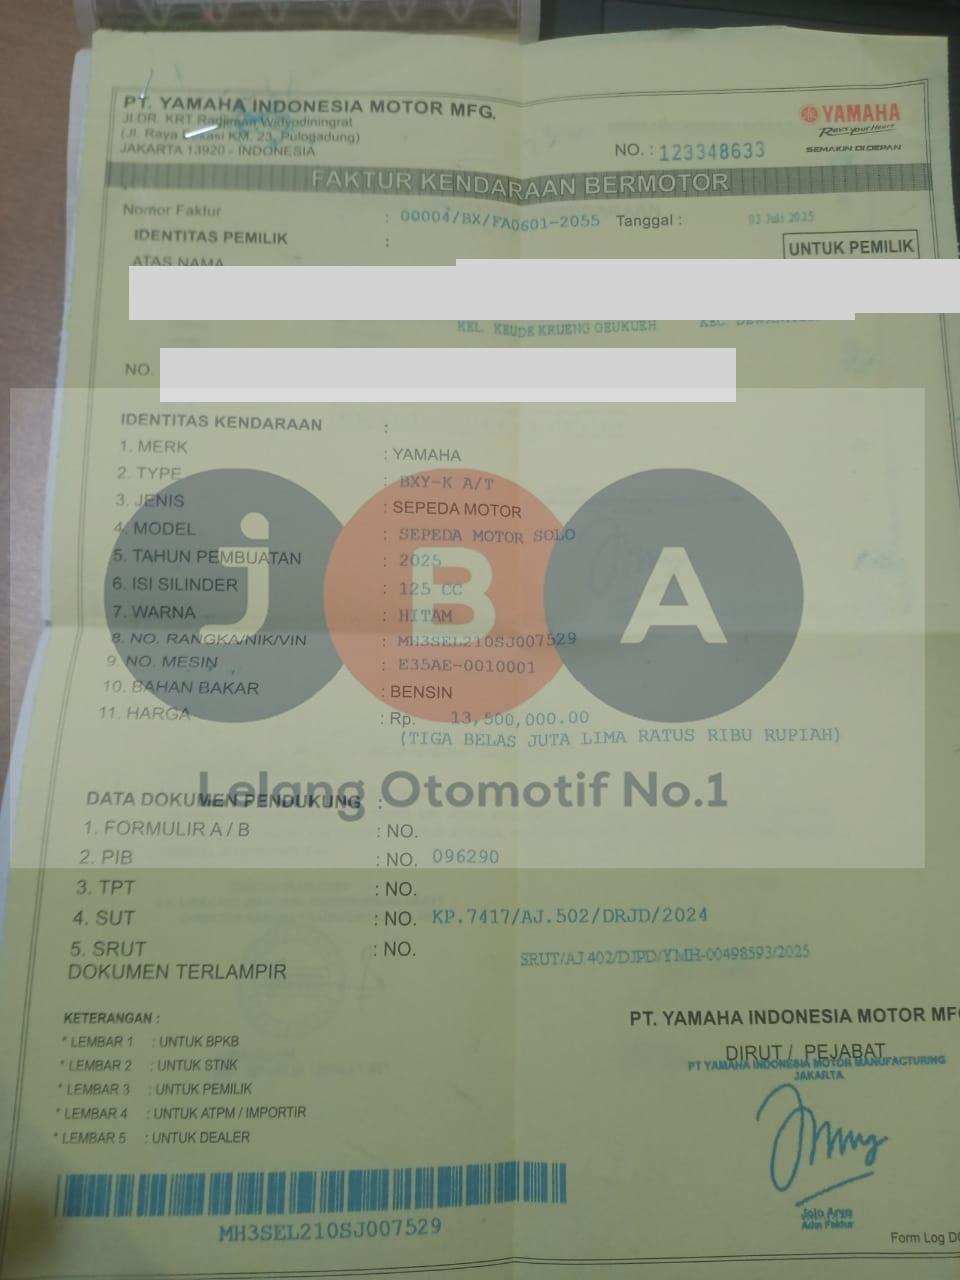 PT. YAMAHA INDONESIA MOTOR MFG.
Jl.DR. KRT Radjiman Widyodiningrat
(Jl. Raya KM. 23, Pulogadung)
JAKARTA 13920 - INDONESIA
YAMAHA
Revs your Heart
SEMAKIN DI DEPAN
NO. : 123348633
FAKTUR KENDARAAN BERMOTOR
Nomor Faktur : 00004/BX/FA0601-2055 Tanggal : 03 Juli 2025
IDENTITAS PEMILIK :
UNTUK PEMILIK
ATAS NAMA
KEL. KEUDE KRUENG GEUKUEH KEC.
NO.
IDENTITAS KENDARAAN :
1. MERK : YAMAHA
2. TYPE : BXY-K A/T
3. JENIS : SEPEDA MOTOR
4. MODEL : SEPEDA MOTOR SOLO
5. TAHUN PEMBUATAN : 2025
6. ISI SILINDER : 125 CC
7. WARNA : HITAM
8. NO. RANGKA/NIK/VIN : MH3SEL210SJ007529
9. NO. MESIN : E35AE-0010001
10. BAHAN BAKAR : BENSIN
11. HARGA : Rp. 13,500,000.00
(TIGA BELAS JUTA LIMA RATUS RIBU RUPIAH)
jBA
Lelang Otomotif No.1
DATA DOKUMEN PENDUKUNG :
1. FORMULIR A / B : NO.
2. PIB : NO. 096290
3. TPT : NO.
4. SUT : NO. KP.7417/AJ.502/DRJD/2024
5. SRUT : NO. SRUT/AJ.402/DJPD/YMH-00498593/2025
DOKUMEN TERLAMPIR
KETERANGAN :
* LEMBAR 1 : UNTUK BPKB
* LEMBAR 2 : UNTUK STNK
* LEMBAR 3 : UNTUK PEMILIK
* LEMBAR 4 : UNTUK ATPM / IMPORTIR
* LEMBAR 5 : UNTUK DEALER
PT. YAMAHA INDONESIA MOTOR MFG
DIRUT / PEJABAT
PT YAMAHA INDONESIA MOTOR MANUFACTURING
JAKARTA
Adm Faktur
MH3SEL210SJ007529
Form Log